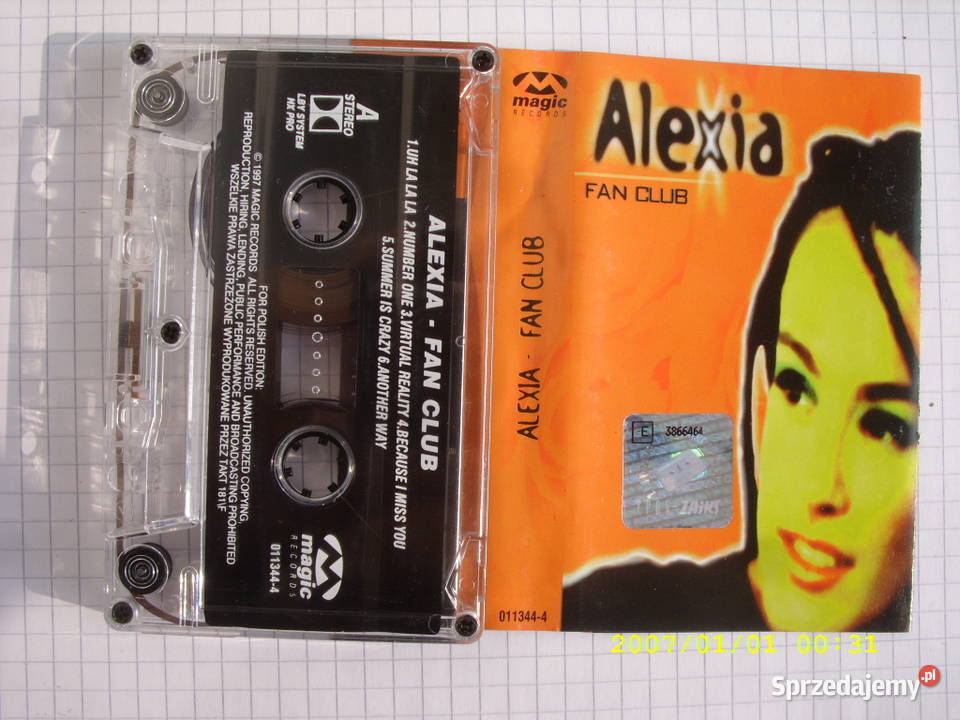 A
STEREO
LBY SYSTEM
HX PRO
ALEXIA - FAN CLUB
1.UH LA LA LA 2.NUMBER ONE 3.VIRTUAL REALITY 4.BECAUSE I MISS YOU
5.SUMMER IS CRAZY 6.ANOTHER WAY
FOR POLISH EDITION:
© 1997 MAGIC RECORDS ALL RIGHTS RESERVED. UNAUTHORIZED COPYING,
REPRODUCTION, HIRING, LENDING, PUBLIC PERFORMANCE AND BROADCASTING PROHIBITED
WSZELKIE PRAWA ZASTRZEŻONE WYPRODUKOWANE PRZEZ TAKT 181/F
magic
RECORDS
011344-4
ALEXIA - FAN CLUB
011344-4
magic
RECORDS
Alexia
FAN CLUB
E 3866464
ZAiKS
2007/01/01 00:31
Sprzedajemy.pl